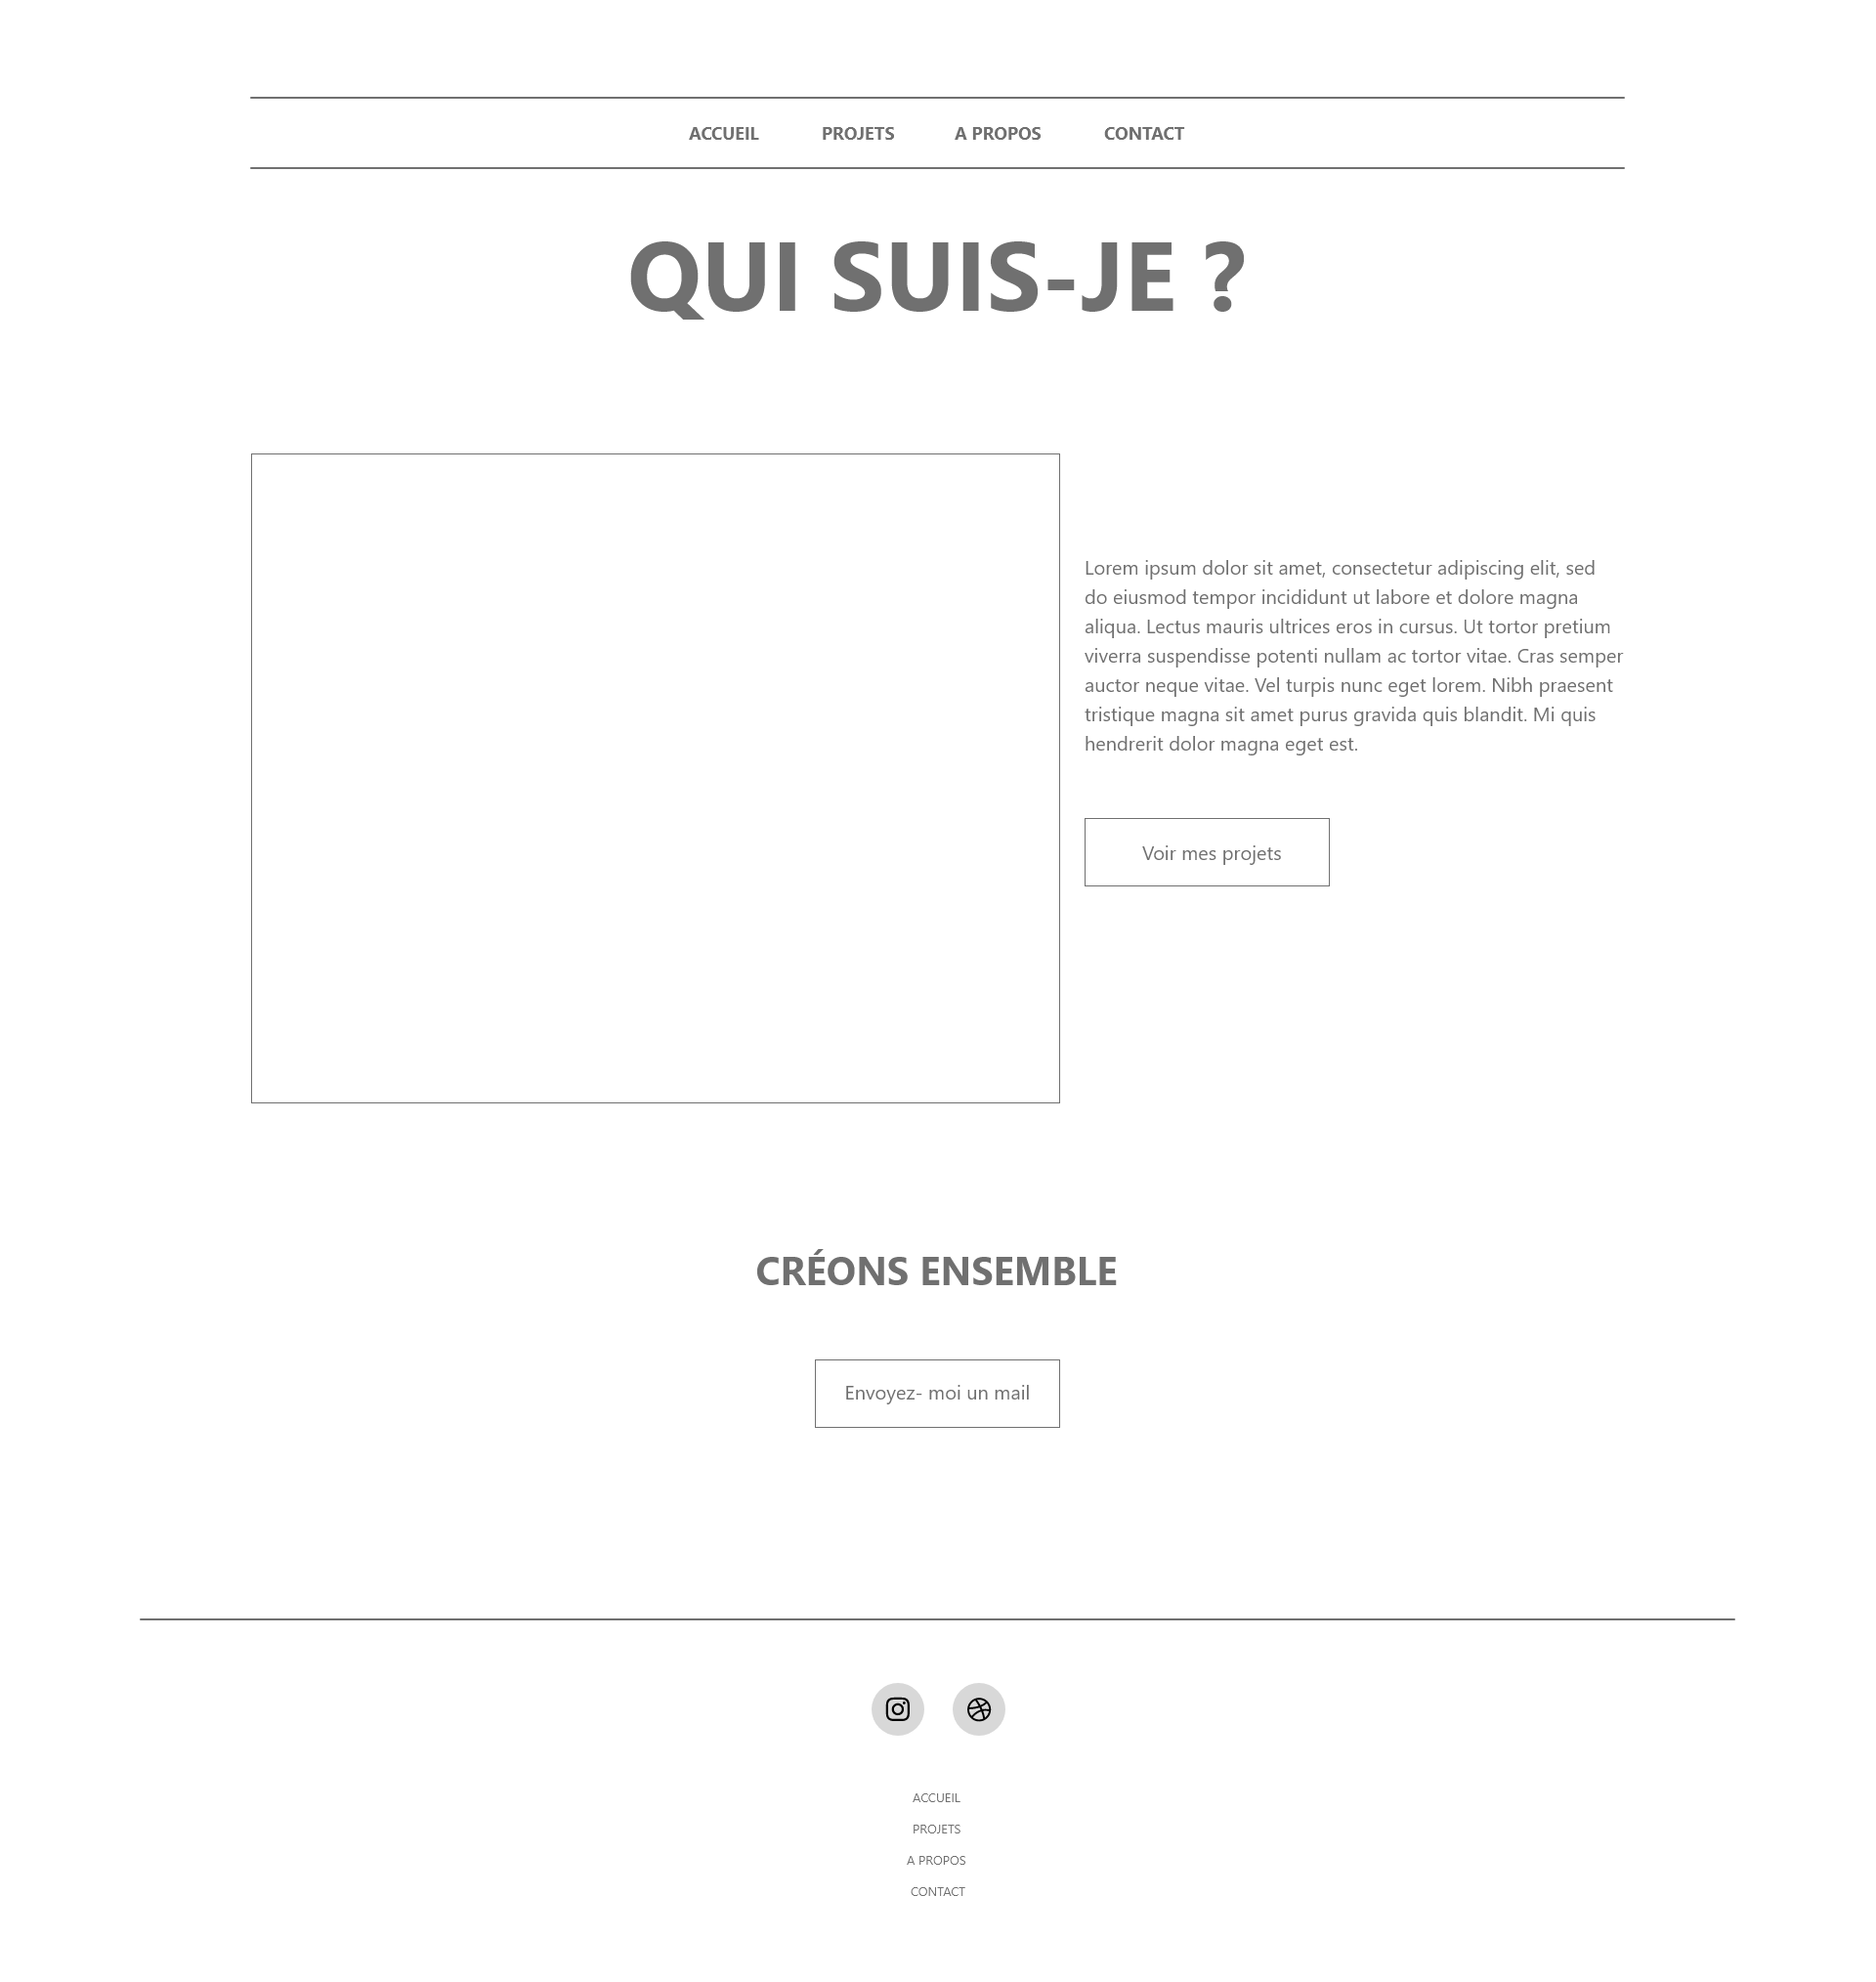 ACCUEIL PROJETS A PROPOS CONTACT
QUI SUIS-JE ?
Lorem ipsum dolor sit amet, consectetur adipiscing elit, sed
do eiusmod tempor incididunt ut labore et dolore magna
aliqua. Lectus mauris ultrices eros in cursus. Ut tortor pretium
viverra suspendisse potenti nullam ac tortor vitae. Cras semper
auctor neque vitae. Vel turpis nunc eget lorem. Nibh praesent
tristique magna sit amet purus gravida quis blandit. Mi quis
hendrerit dolor magna eget est.
Voir mes projets
CRÉONS ENSEMBLE
Envoyez- moi un mail
ACCUEIL
PROJETS
A PROPOS
CONTACT